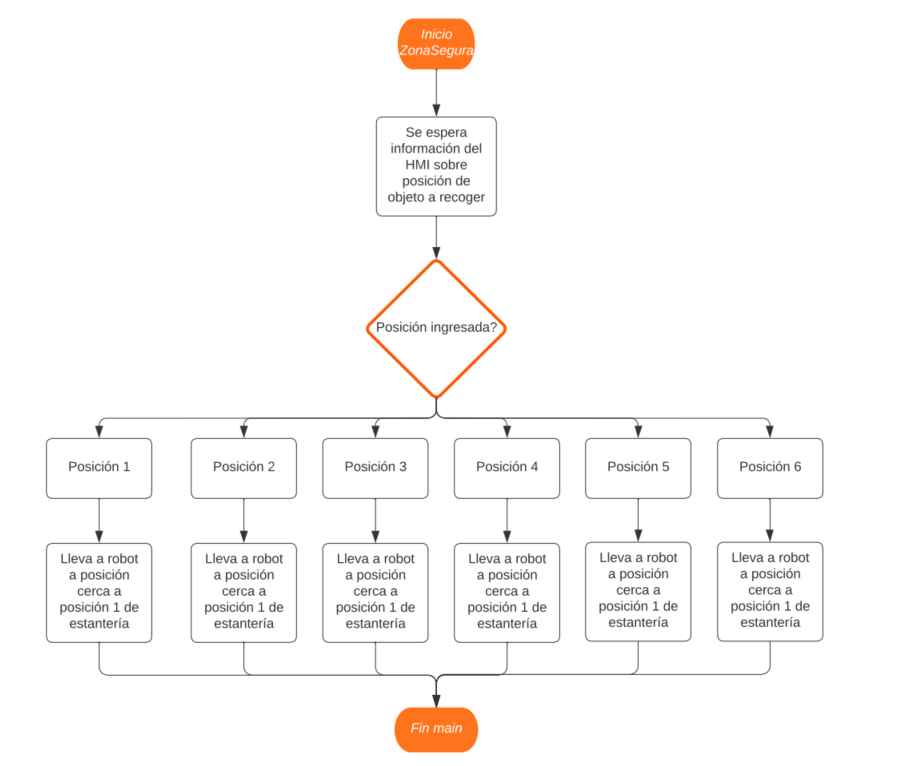 Inicio
ZonaSegura
Se espera
información del
HMI sobre
posición de
objeto a recoger
Posición ingresada?
Posición 1
Posición 2
Posición 3
Posición 4
Posición 5
Posición 6
Lleva a robot
a posición
cerca a
posición 1 de
estantería
Lleva a robot
a posición
cerca a
posición 1 de
estantería
Lleva a robot
a posición
cerca a
posición 1 de
estantería
Lleva a robot
a posición
cerca a
posición 1 de
estantería
Lleva a robot
a posición
cerca a
posición 1 de
estantería
Lleva a robot
a posición
cerca a
posición 1 de
estantería
Fin main